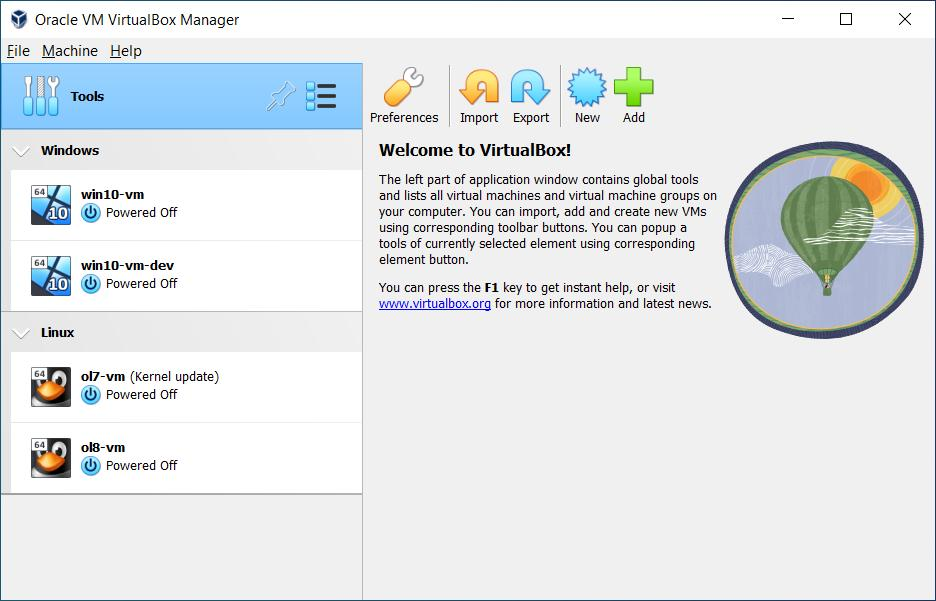 Oracle VM VirtualBox Manager
File Machine Help
Tools
Preferences
Import
Export
New
Add
Windows
64
10
win10-vm
Powered Off
64
10
win10-vm-dev
Powered Off
Linux
64
ol7-vm (Kernel update)
Powered Off
64
ol8-vm
Powered Off
Welcome to VirtualBox!
The left part of application window contains global tools
and lists all virtual machines and virtual machine groups on
your computer. You can import, add and create new VMs
using corresponding toolbar buttons. You can popup a
tools of currently selected element using corresponding
element button.
You can press the F1 key to get instant help, or visit
www.virtualbox.org for more information and latest news.